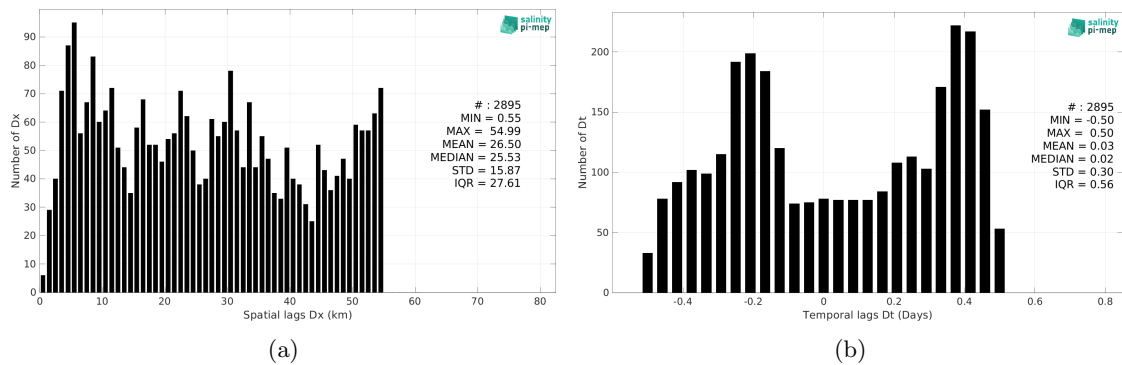 salinity
pi-mep
90
80
70
60
50
40
30
20
10
0
Number of Dx
# : 2895
MIN = 0.55
MAX = 54.99
MEAN = 26.50
MEDIAN = 25.53
STD = 15.87
IQR = 27.61
0 10 20 30 40 50 60 70 80
Spatial lags Dx (km)
(a)
salinity
pi-mep
200
150
100
50
0
Number of Dt
# : 2895
MIN = -0.50
MAX = 0.50
MEAN = 0.03
MEDIAN = 0.02
STD = 0.30
IQR = 0.56
-0.4 -0.2 0 0.2 0.4 0.6 0.8
Temporal lags Dt (Days)
(b)